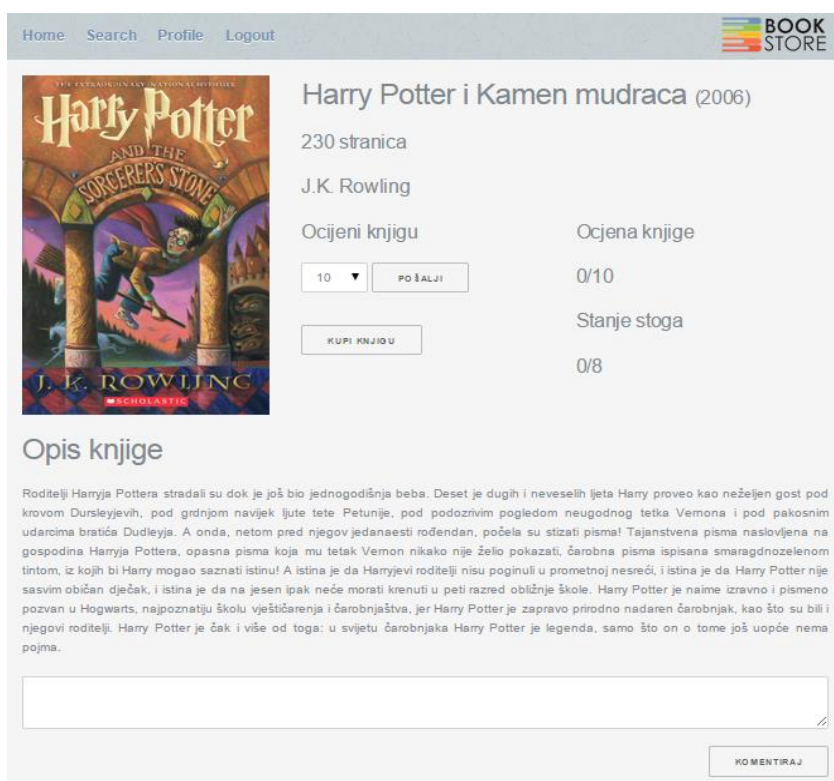 Home Search Profile Logout
BOOK
STORE
THE EXTRAORDINARY NATIONAL BESTSELLER
Harry Potter
AND THE
SORCERER'S STONE
J. K. ROWLING
SCHOLASTIC
Harry Potter i Kamen mudraca (2006)
230 stranica
J.K. Rowling
Ocijeni knjigu
10
POŠALJI
KUPI KNJIGU
Ocjena knjige
0/10
Stanje stoga
0/8
Opis knjige
Roditelji Harryja Pottera stradali su dok je još bio jednogodišnja beba. Deset je dugih i neveselih ljeta Harry proveo kao neželjen gost pod
krovom Dursleyjevih, pod grdnjom navijek ljute tete Petunije, pod podozrivim pogledom neugodnog tetka Vernona i pod pakosnim
udarcima bratića Dudleyja. A onda, netom pred njegov jedanaesti rođendan, počela su stizati pisma! Tajanstvena pisma naslovljena na
gospodina Harryja Pottera, opasna pisma koja mu tetak Vernon nikako nije želio pokazati, čarobna pisma ispisana smaragdnozelenom
tintom, iz kojih bi Harry mogao saznati istinu! A istina je da Harryjevi roditelji nisu poginuli u prometnoj nesreći, i istina je da Harry Potter nije
sasvim običan dječak, i istina je da na jesen ipak neće morati krenuti u peti razred obližnje škole. Harry Potter je naime izravno i pismeno
pozvan u Hogwarts, najpoznatiju školu vještičarenja i čarobnjaštva, jer Harry Potter je zapravo prirodno nadaren čarobnjak, kao što su bili i
njegovi roditelji. Harry Potter je čak i više od toga: u svijetu čarobnjaka Harry Potter je legenda, samo što on o tome još uopće nema
pojma.
KOMENTIRAJ